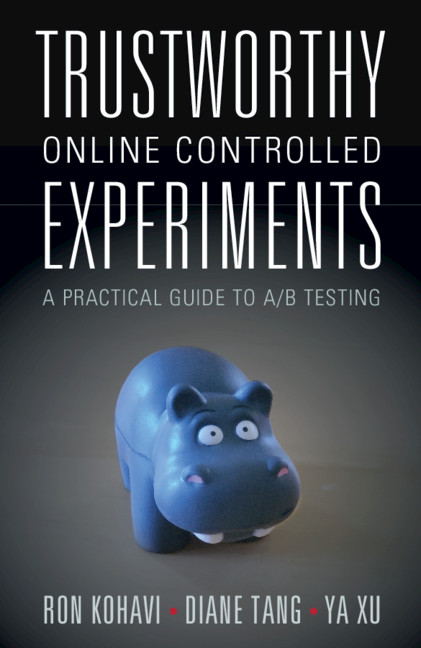 TRUSTWORTHY
ONLINE CONTROLLED
EXPERIMENTS
A PRACTICAL GUIDE TO A/B TESTING
RON KOHAVI • DIANE TANG • YA XU